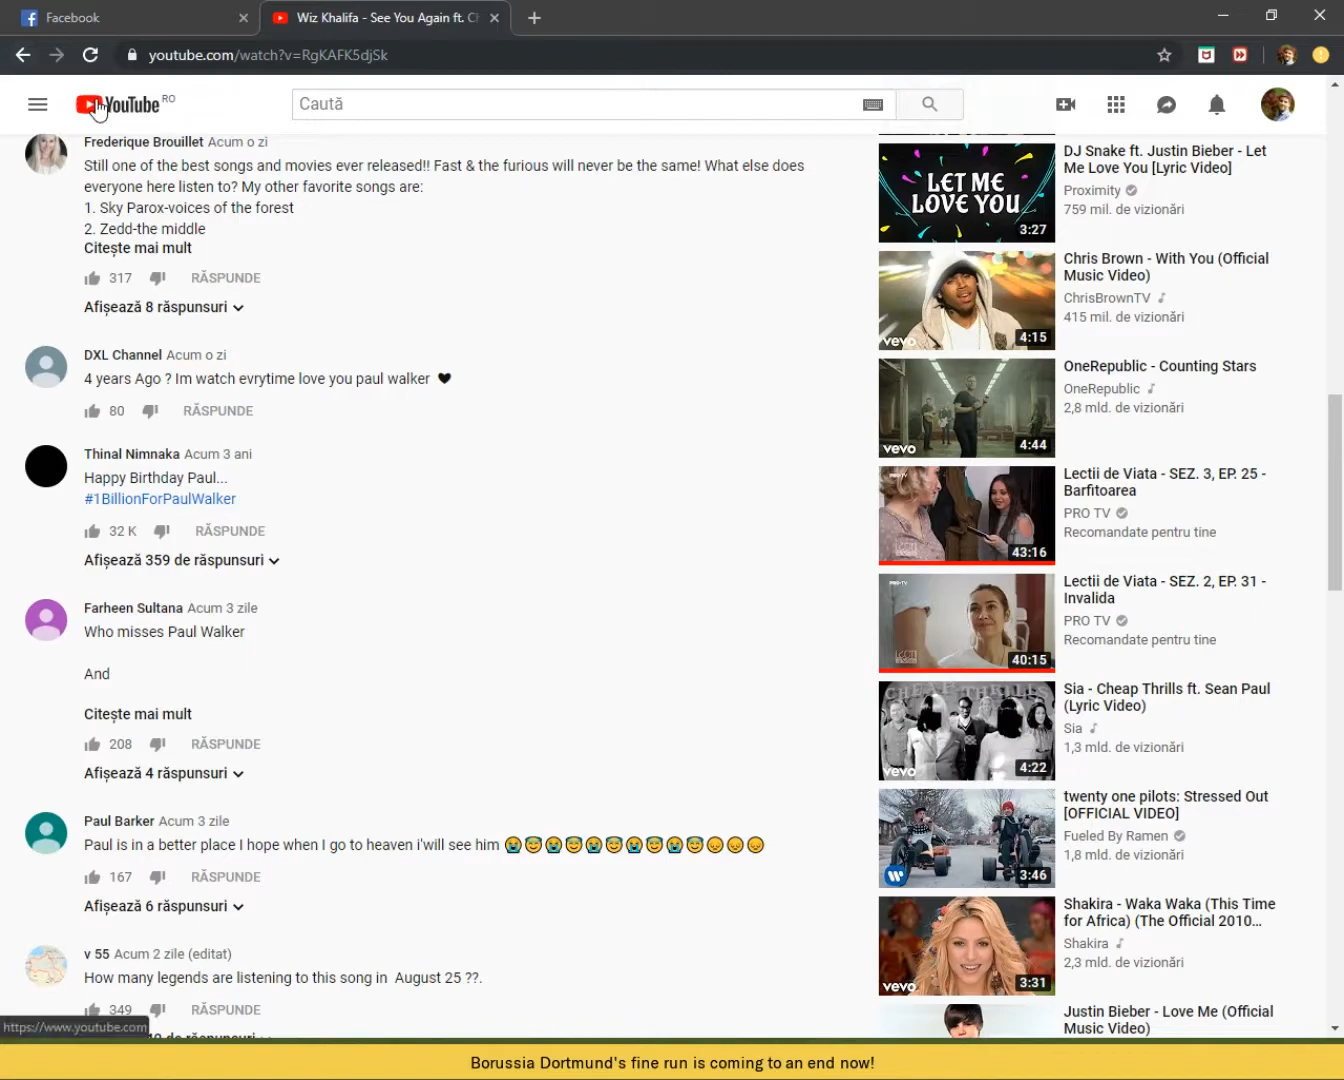 Facebook
Wiz Khalifa - See You Again ft. Ch
youtube.com/watch?v=RgKAFK5djSk
YouTube RO
Caută
Frederique Brouillet Acum o zi
Still one of the best songs and movies ever released!! Fast & the furious will never be the same! What else does
everyone here listen to? My other favorite songs are:
1. Sky Parox-voices of the forest
2. Zedd-the middle
Citește mai mult
317 RĂSPUNDE
Afișează 8 răspunsuri
DXL Channel Acum o zi
4 years Ago ? Im watch evrytime love you paul walker 🖤
80 RĂSPUNDE
Thinal Nimnaka Acum 3 ani
Happy Birthday Paul...
#1BillionForPaulWalker
32 K RĂSPUNDE
Afișează 359 de răspunsuri
Farheen Sultana Acum 3 zile
Who misses Paul Walker
And
Citește mai mult
208 RĂSPUNDE
Afișează 4 răspunsuri
Paul Barker Acum 3 zile
Paul is in a better place I hope when I go to heaven i'will see him 😭😇😭😇😭😇😭😇😭😇😞😞😞
167 RĂSPUNDE
Afișează 6 răspunsuri
v 55 Acum 2 zile (editat)
How many legends are listening to this song in August 25 ??.
349 RĂSPUNDE
https://www.youtube.com
LET ME
LOVE YOU
3:27
DJ Snake ft. Justin Bieber - Let
Me Love You [Lyric Video]
Proximity
759 mil. de vizionări
vevo
4:15
Chris Brown - With You (Official
Music Video)
ChrisBrownTV
415 mil. de vizionări
vevo
4:44
OneRepublic - Counting Stars
OneRepublic
2,8 mld. de vizionări
43:16
Lectii de Viata - SEZ. 3, EP. 25 -
Barfitoarea
PRO TV
Recomandate pentru tine
40:15
Lectii de Viata - SEZ. 2, EP. 31 -
Invalida
PRO TV
Recomandate pentru tine
CHEAP THRILLS
vevo
4:22
Sia - Cheap Thrills ft. Sean Paul
(Lyric Video)
Sia
1,3 mld. de vizionări
3:46
twenty one pilots: Stressed Out
[OFFICIAL VIDEO]
Fueled By Ramen
1,8 mld. de vizionări
vevo
3:31
Shakira - Waka Waka (This Time
for Africa) (The Official 2010...
Shakira
2,3 mld. de vizionări
Justin Bieber - Love Me (Official
Music Video)
Borussia Dortmund's fine run is coming to an end now!